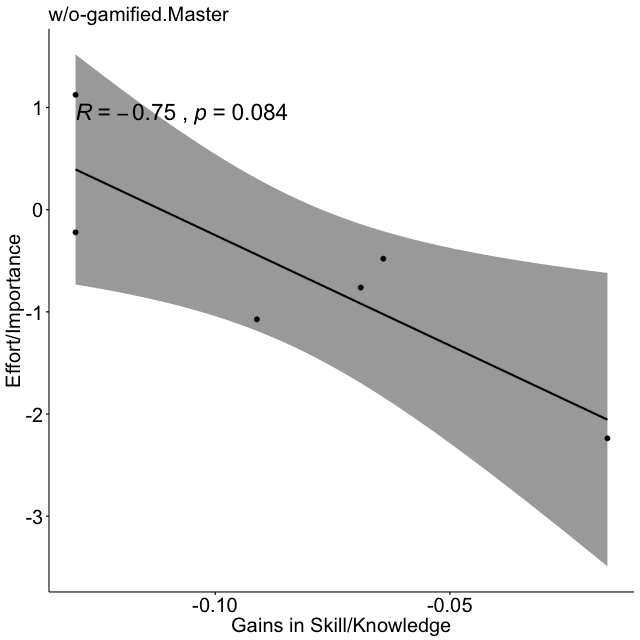 w/o-gamified.Master
R = −0.75 , p = 0.084
1
0
-1
-2
-3
Effort/Importance
-0.10
-0.05
Gains in Skill/Knowledge